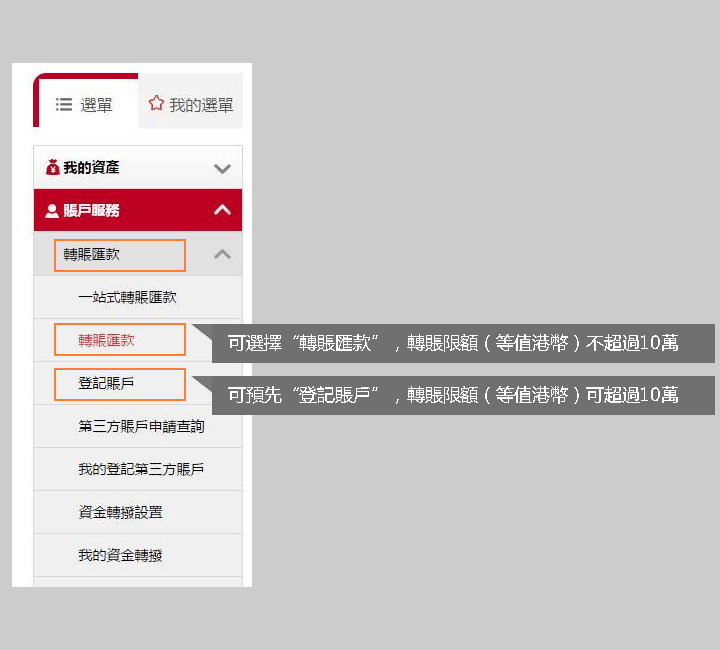 選單
我的選單
我的資產
賬戶服務
轉賬匯款
一站式轉賬匯款
轉賬匯款
可選擇“轉賬匯款”，轉賬限額（等值港幣）不超過10萬
登記賬戶
可預先“登記賬戶”，轉賬限額（等值港幣）可超過10萬
第三方賬戶申請查詢
我的登記第三方賬戶
資金轉撥設置
我的資金轉撥